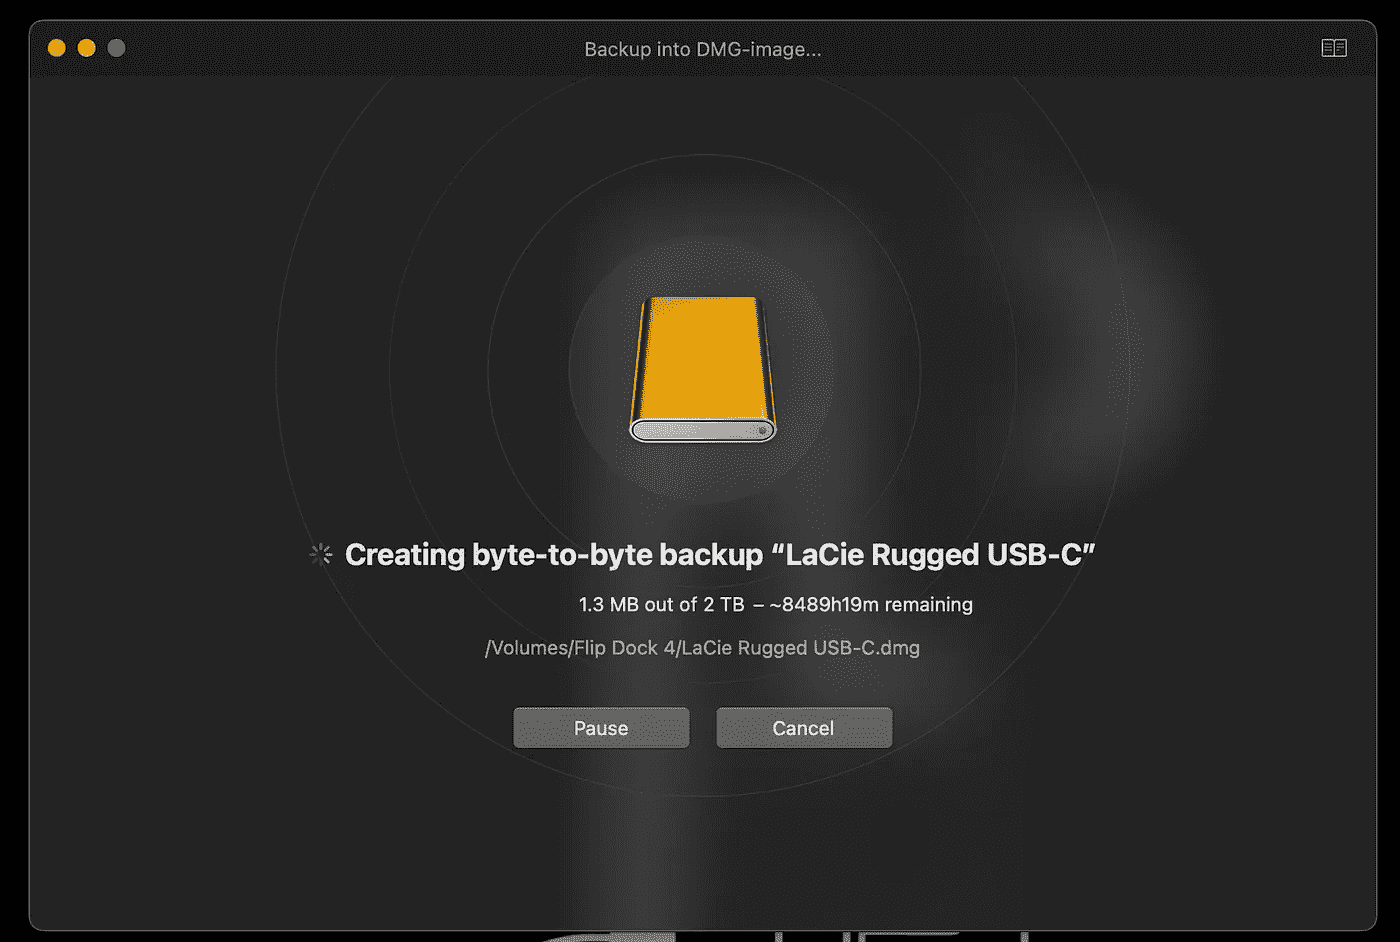 Backup into DMG-image...
Creating byte-to-byte backup “LaCie Rugged USB-C”
1.3 MB out of 2 TB – ~8489h19m remaining
/Volumes/Flip Dock 4/LaCie Rugged USB-C.dmg
Pause
Cancel